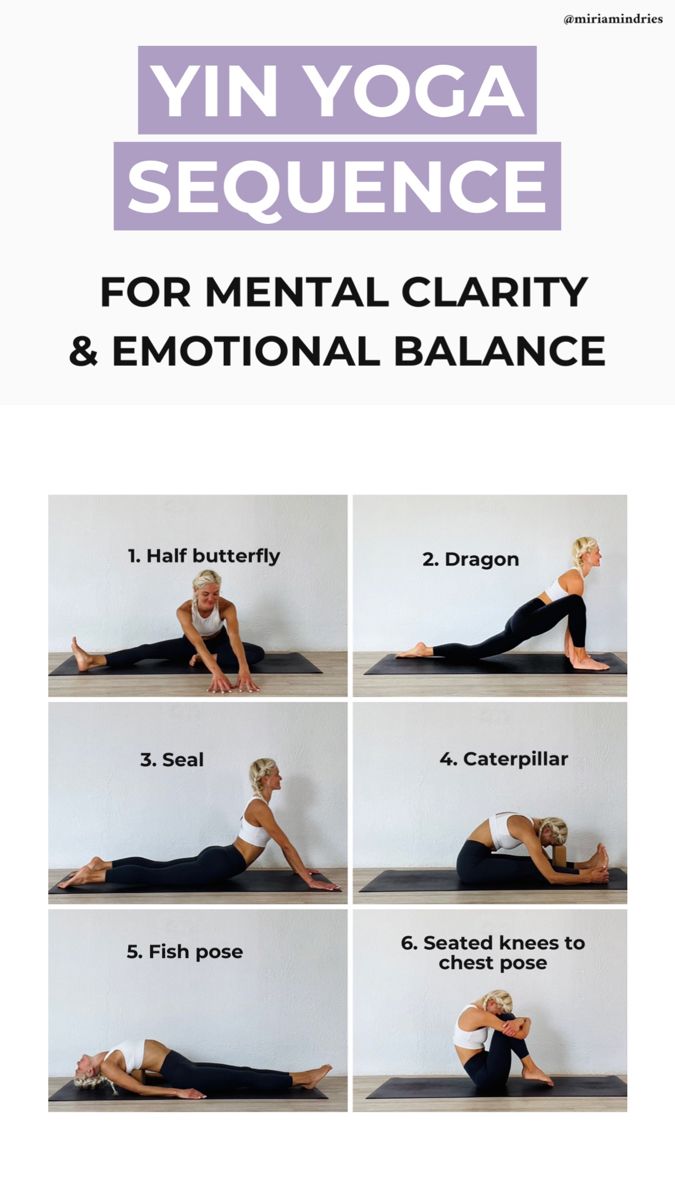 @miriamindries
YIN YOGA
SEQUENCE
FOR MENTAL CLARITY
& EMOTIONAL BALANCE
1. Half butterfly
2. Dragon
3. Seal
4. Caterpillar
5. Fish pose
6. Seated knees to
chest pose